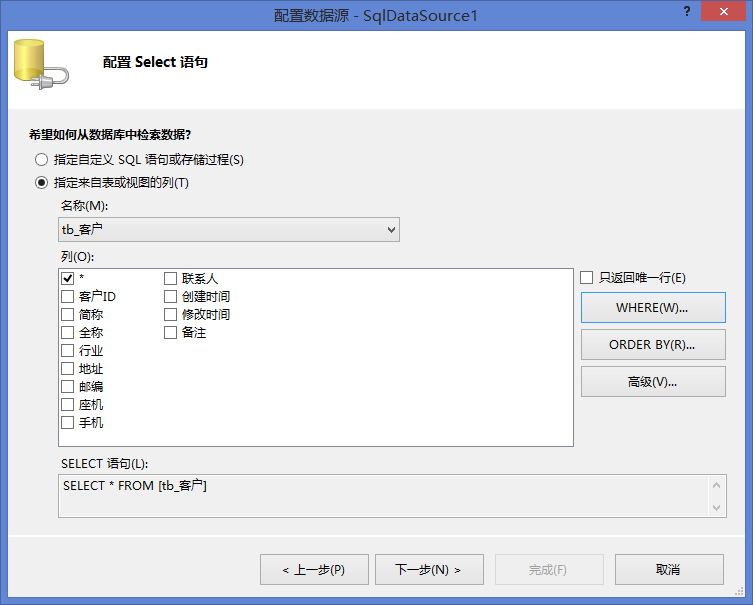 配置数据源 - SqlDataSource1
?
配置 Select 语句
希望如何从数据库中检索数据?
指定自定义 SQL 语句或存储过程(S)
指定来自表或视图的列(T)
名称(M):
tb_客户
列(O):
*
客户ID
简称
全称
行业
地址
邮编
座机
手机
联系人
创建时间
修改时间
备注
只返回唯一行(E)
WHERE(W)...
ORDER BY(R)...
高级(V)...
SELECT 语句(L):
SELECT * FROM [tb_客户]
< 上一步(P)
下一步(N) >
完成(F)
取消